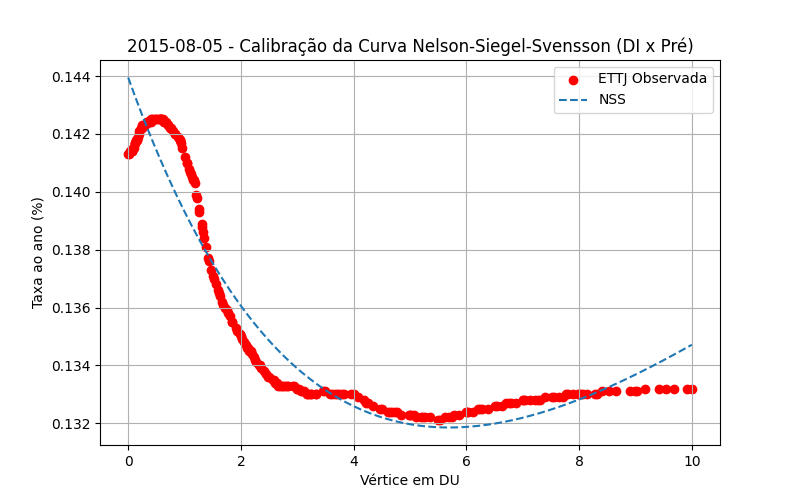 2015-08-05 - Calibração da Curva Nelson-Siegel-Svensson (DI x Pré)
ETTJ Observada
NSS
Taxa ao ano (%)
0.144
0.142
0.140
0.138
0.136
0.134
0.132
0 2 4 6 8 10
Vértice em DU